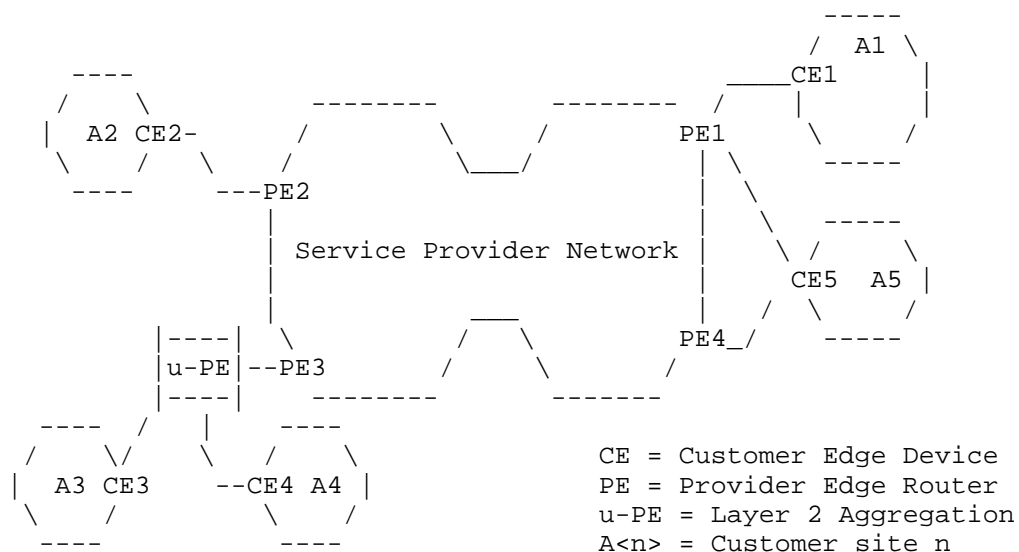 A1
CE1
A2 CE2
PE1
PE2
Service Provider Network
CE5 A5
PE4
u-PE
PE3
CE = Customer Edge Device
A3 CE3 CE4 A4 PE = Provider Edge Router
u-PE = Layer 2 Aggregation
A<n> = Customer site n